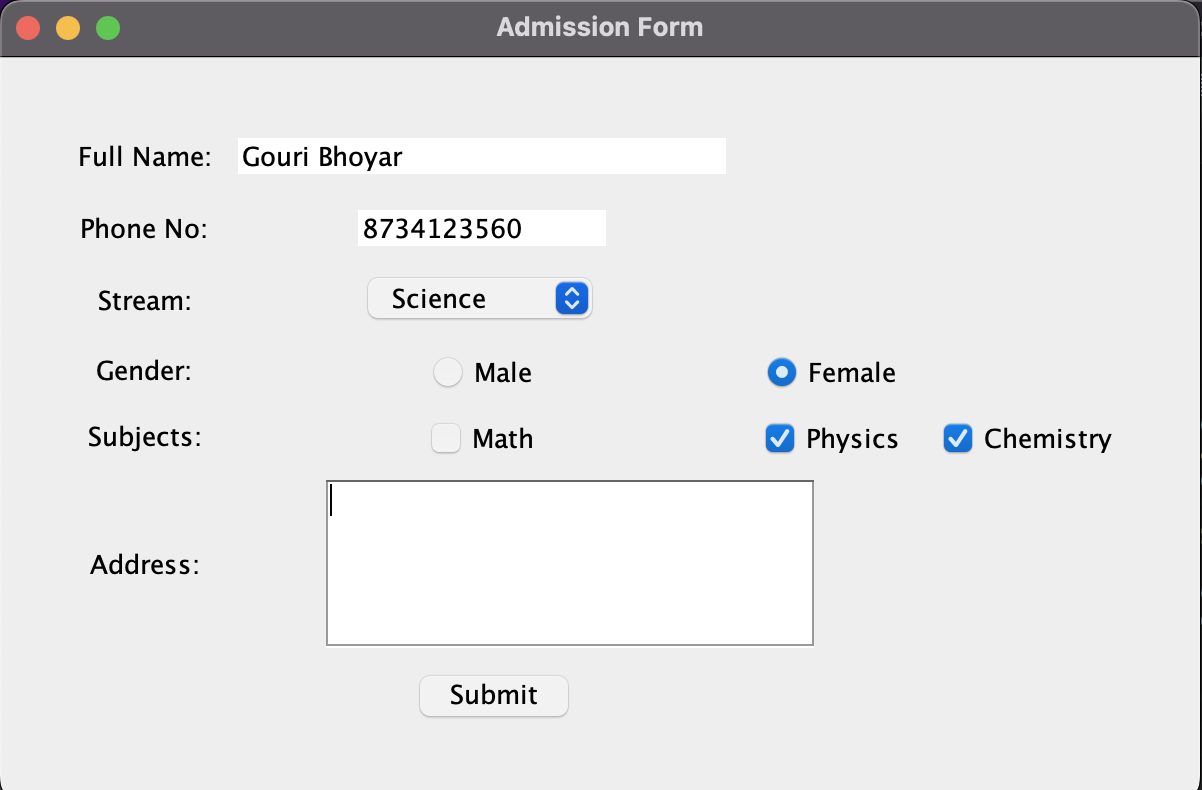 Admission Form
Full Name: Gouri Bhoyar
Phone No: 8734123560
Stream: Science
Gender: Male Female
Subjects: Math Physics Chemistry
Address:
Submit